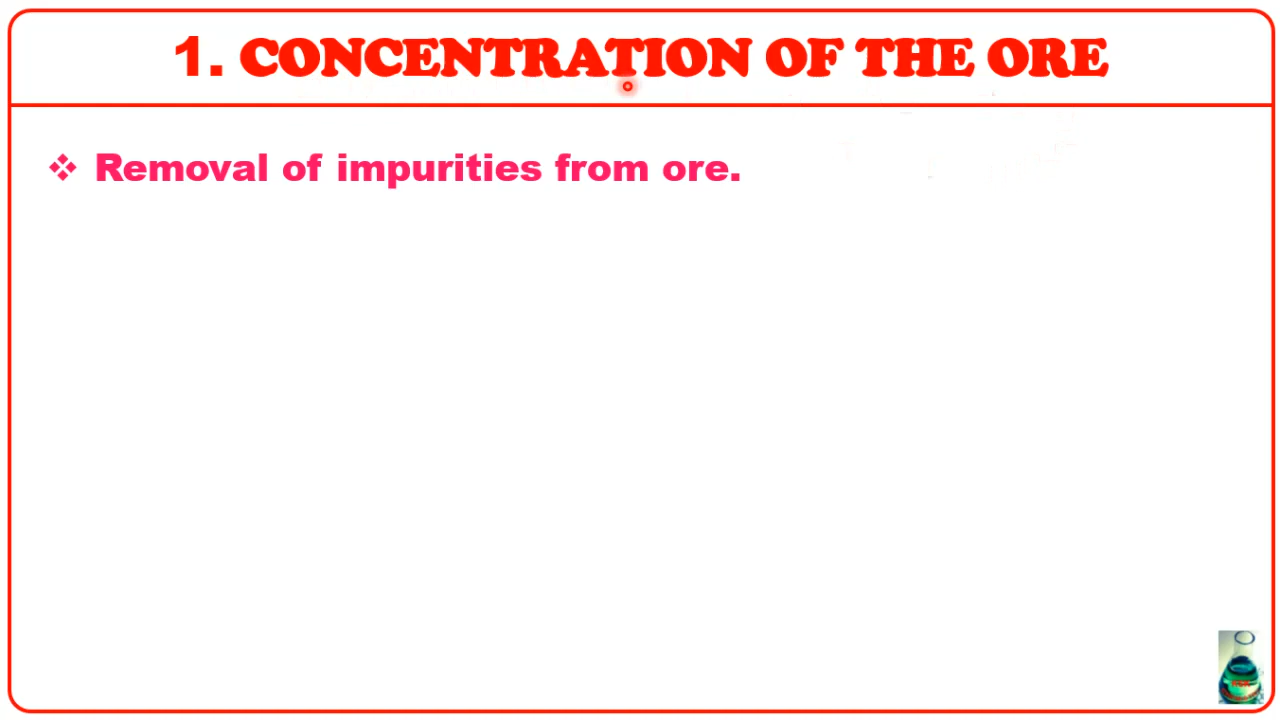 1. CONCENTRATION OF THE ORE
❖ Removal of impurities from ore.